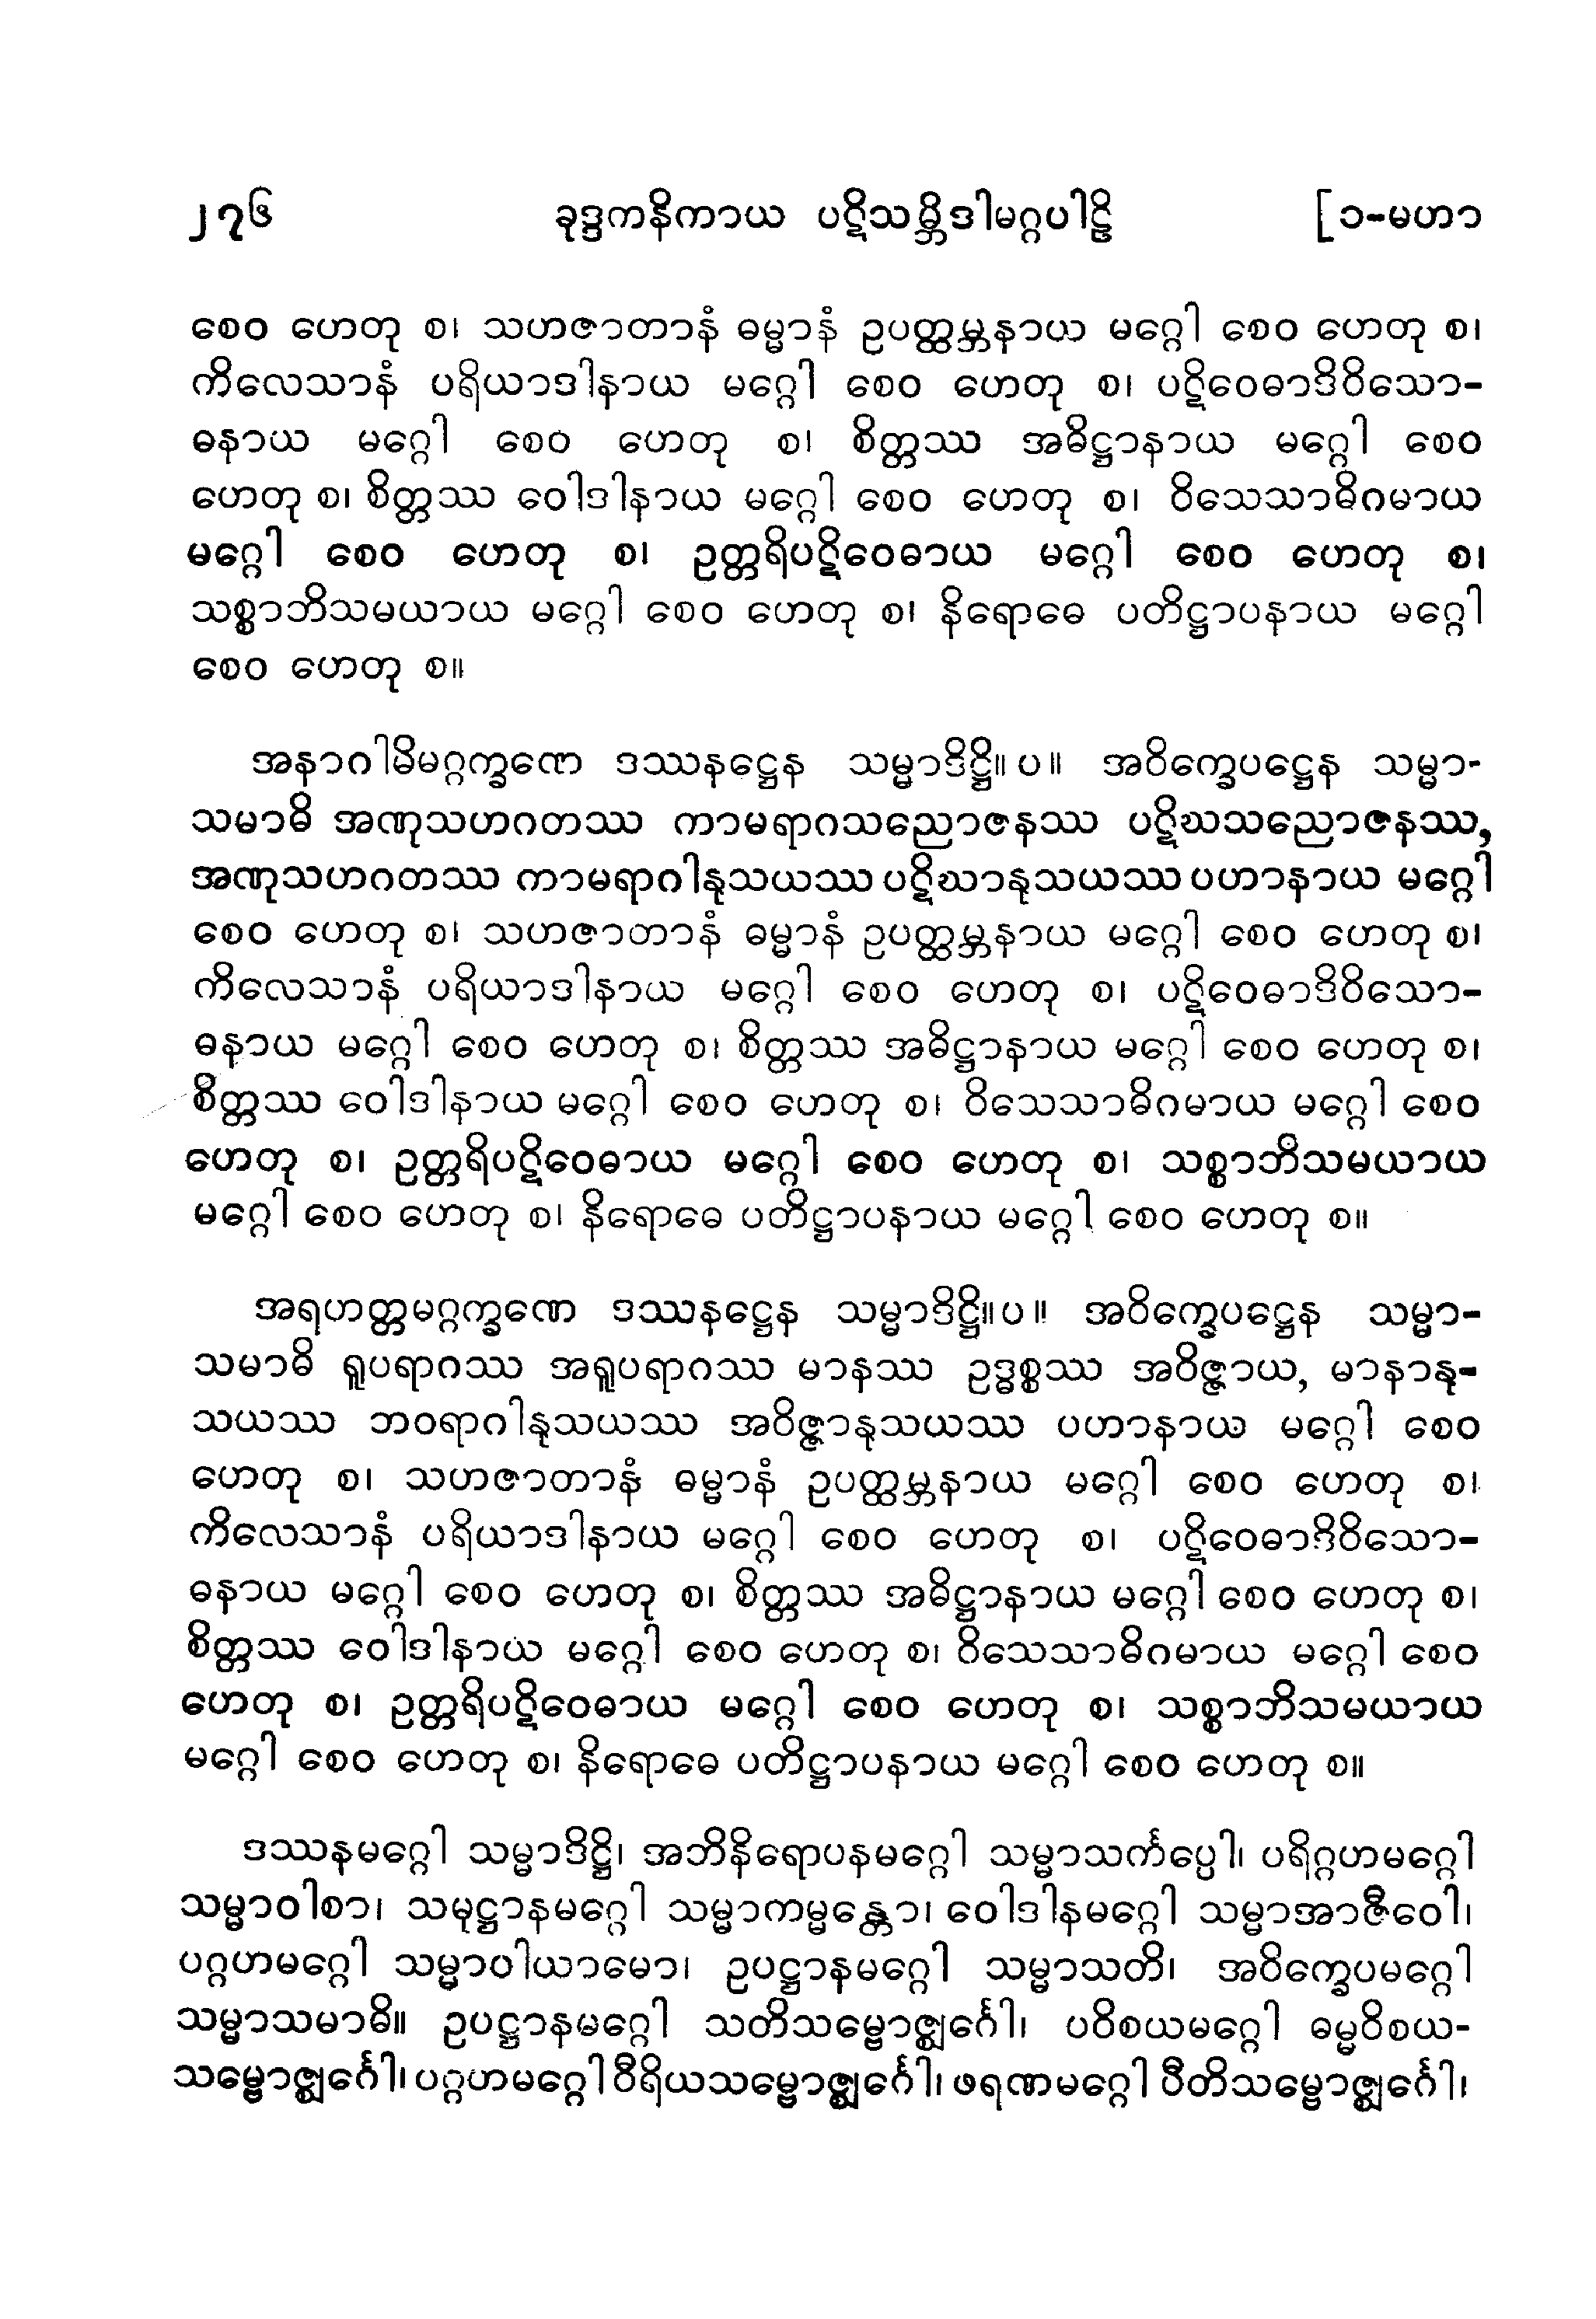 ၂၇၆ ခုဒ္ဒကနိကာယ ပဋိသမ္ဘိဒါမဂ္ဂပါဠိ [၁-မဟာ
စေဝ ဟေတု စ၊ သဟဇာတာနံ ဓမ္မာနံ ဥပတ္ထမ္ဘနာယ မဂ္ဂေါ စေဝ ဟေတု စ၊
ကိလေသာနံ ပရိယာဒါနာယ မဂ္ဂေါ စေဝ ဟေတု စ၊ ပဋိဝေဓာဒိဝိသော-
ဓနာယ မဂ္ဂေါ စေဝ ဟေတု စ၊ စိတ္တဿ အဓိဋ္ဌာနာယ မဂ္ဂေါ စေဝ
ဟေတု စ၊ စိတ္တဿ ဝေါဒါနာယ မဂ္ဂေါ စေဝ ဟေတု စ၊ ဝိသေသာဓိဂမာယ
မဂ္ဂေါ စေဝ ဟေတု စ၊ ဥတ္တရိပဋိဝေဓာယ မဂ္ဂေါ စေဝ ဟေတု စ၊
သစ္စာဘိသမယာယ မဂ္ဂေါ စေဝ ဟေတု စ၊ နိရောဓေ ပတိဋ္ဌာပနာယ မဂ္ဂေါ
စေဝ ဟေတု စ။
အနာဂါမိမဂ္ဂက္ခဏေ ဒဿနဋ္ဌေန သမ္မာဒိဋ္ဌိ။ ပ။ အဝိက္ခေပဋ္ဌေန သမ္မာ-
သမာဓိ အဏုသဟဂတဿ ကာမရာဂသညောဇနဿ ပဋိဃသညောဇနဿ,
အဏုသဟဂတဿ ကာမရာဂါနုသယဿ ပဋိဃာနုသယဿ ပဟာနာယ မဂ္ဂေါ
စေဝ ဟေတု စ၊ သဟဇာတာနံ ဓမ္မာနံ ဥပတ္ထမ္ဘနာယ မဂ္ဂေါ စေဝ ဟေတု စ၊
ကိလေသာနံ ပရိယာဒါနာယ မဂ္ဂေါ စေဝ ဟေတု စ၊ ပဋိဝေဓာဒိဝိသော-
ဓနာယ မဂ္ဂေါ စေဝ ဟေတု စ၊ စိတ္တဿ အဓိဋ္ဌာနာယ မဂ္ဂေါ စေဝ ဟေတု စ၊
စိတ္တဿ ဝေါဒါနာယ မဂ္ဂေါ စေဝ ဟေတု စ၊ ဝိသေသာဓိဂမာယ မဂ္ဂေါ စေဝ
ဟေတု စ၊ ဥတ္တရိပဋိဝေဓာယ မဂ္ဂေါ စေဝ ဟေတု စ၊ သစ္စာဘိသမယာယ
မဂ္ဂေါ စေဝ ဟေတု စ၊ နိရောဓေ ပတိဋ္ဌာပနာယ မဂ္ဂေါ စေဝ ဟေတု စ။
အရဟတ္တမဂ္ဂက္ခဏေ ဒဿနဋ္ဌေန သမ္မာဒိဋ္ဌိ။ ပ။ အဝိက္ခေပဋ္ဌေန သမ္မာ-
သမာဓိ ရူပရာဂဿ အရူပရာဂဿ မာနဿ ဥဒ္ဓစ္စဿ အဝိဇ္ဇာယ, မာနာနု-
သယဿ ဘဝရာဂါနုသယဿ အဝိဇ္ဇာနုသယဿ ပဟာနာယ မဂ္ဂေါ စေဝ
ဟေတု စ၊ သဟဇာတာနံ ဓမ္မာနံ ဥပတ္ထမ္ဘနာယ မဂ္ဂေါ စေဝ ဟေတု စ၊
ကိလေသာနံ ပရိယာဒါနာယ မဂ္ဂေါ စေဝ ဟေတု စ၊ ပဋိဝေဓာဒိဝိသော-
ဓနာယ မဂ္ဂေါ စေဝ ဟေတု စ၊ စိတ္တဿ အဓိဋ္ဌာနာယ မဂ္ဂေါ စေဝ ဟေတု စ၊
စိတ္တဿ ဝေါဒါနာယ မဂ္ဂေါ စေဝ ဟေတု စ၊ ဝိသေသာဓိဂမာယ မဂ္ဂေါ စေဝ
ဟေတု စ၊ ဥတ္တရိပဋိဝေဓာယ မဂ္ဂေါ စေဝ ဟေတု စ၊ သစ္စာဘိသမယာယ
မဂ္ဂေါ စေဝ ဟေတု စ၊ နိရောဓေ ပတိဋ္ဌာပနာယ မဂ္ဂေါ စေဝ ဟေတု စ။
ဒဿနမဂ္ဂေါ သမ္မာဒိဋ္ဌိ၊ အဘိနိရောပနမဂ္ဂေါ သမ္မာသင်္ကပ္ပေါ၊ ပရိဂ္ဂဟမဂ္ဂေါ
သမ္မာဝါစာ၊ သမုဋ္ဌာနမဂ္ဂေါ သမ္မာကမ္မန္တော၊ ဝေါဒါနမဂ္ဂေါ သမ္မာအာဇီဝေါ၊
ပဂ္ဂဟမဂ္ဂေါ သမ္မာဝါယာမော၊ ဥပဋ္ဌာနမဂ္ဂေါ သမ္မာသတိ၊ အဝိက္ခေပမဂ္ဂေါ
သမ္မာသမာဓိ။ ဥပဋ္ဌာနမဂ္ဂေါ သတိသမ္ဗောဇ္ဈင်္ဂေါ၊ ပဝိစယမဂ္ဂေါ ဓမ္မဝိစယ-
သမ္ဗောဇ္ဈင်္ဂေါ၊ ပဂ္ဂဟမဂ္ဂေါ ဝီရိယသမ္ဗောဇ္ဈင်္ဂေါ၊ ဖရဏမဂ္ဂေါ ပီတိသမ္ဗောဇ္ဈင်္ဂေါ၊